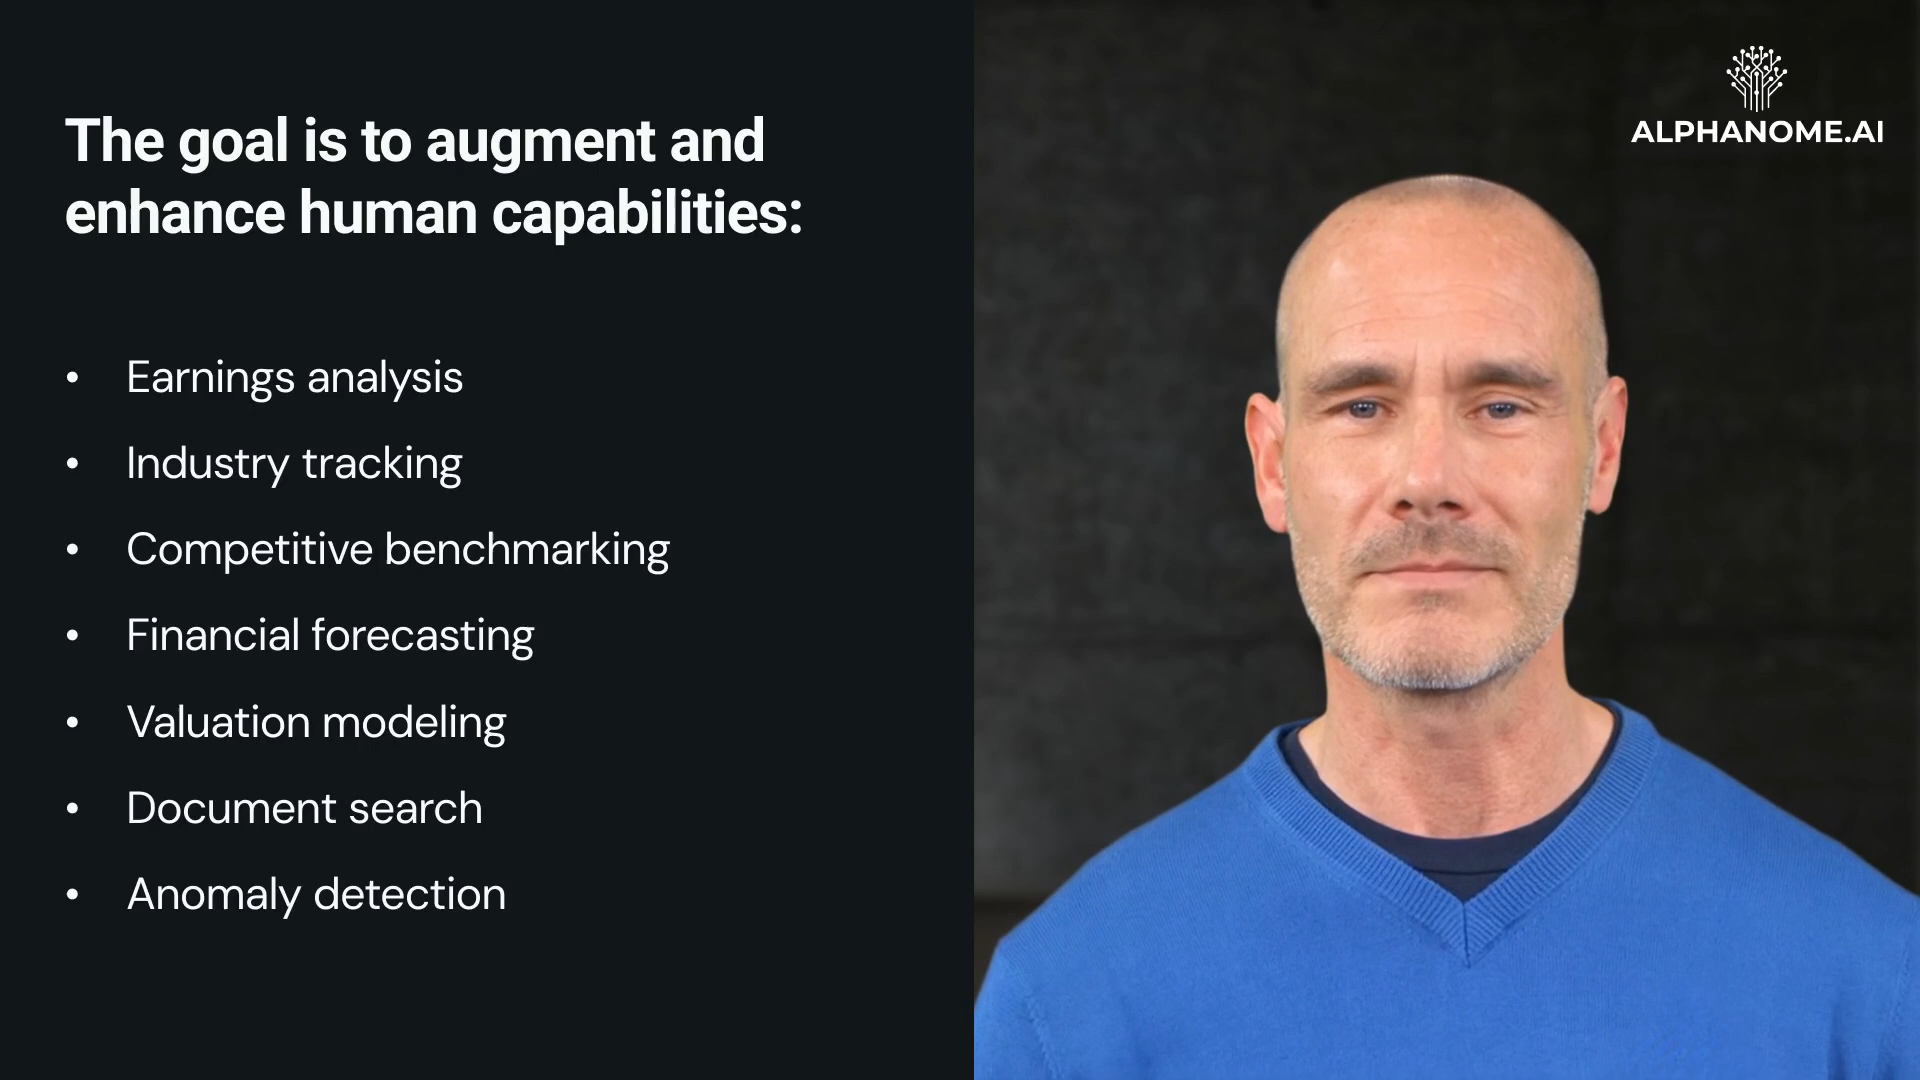 The goal is to augment and
enhance human capabilities:
• Earnings analysis
• Industry tracking
• Competitive benchmarking
• Financial forecasting
• Valuation modeling
• Document search
• Anomaly detection
ALPHANOME.AI